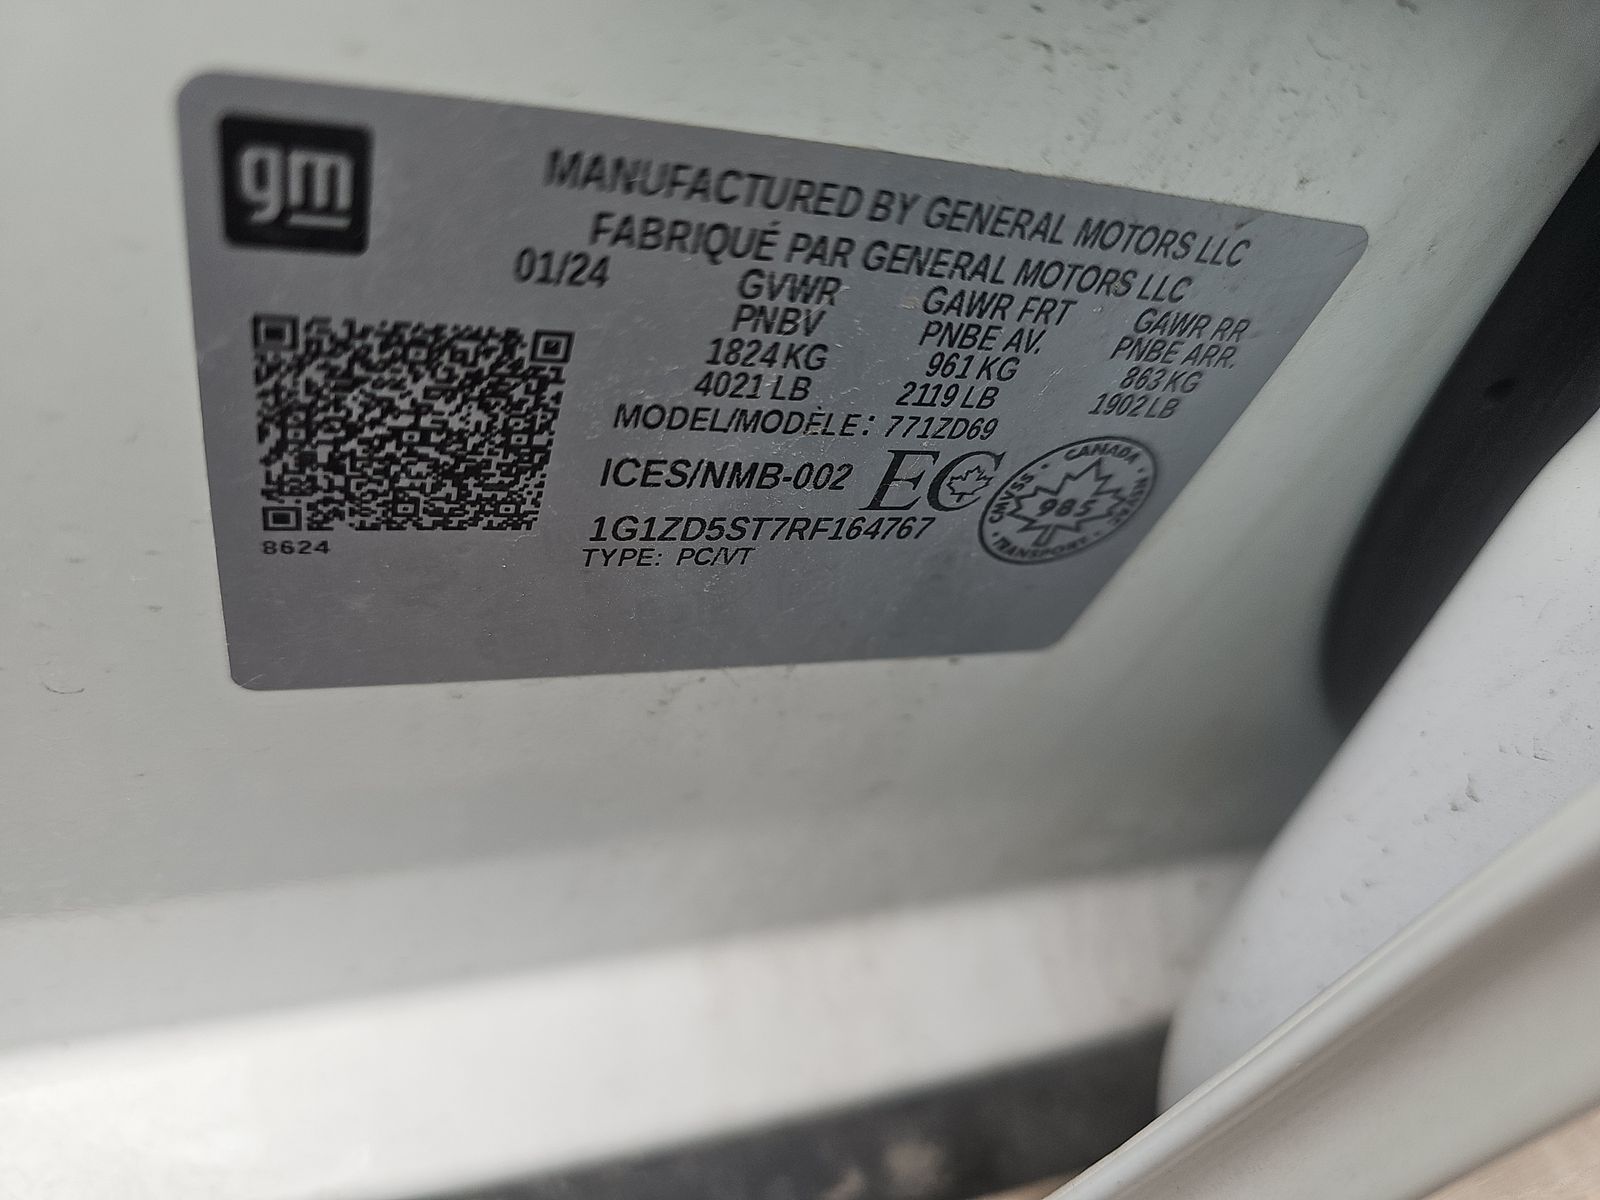 gm
MANUFACTURED BY GENERAL MOTORS LLC
FABRIQUÉ PAR GENERAL MOTORS LLC
01/24
GVWR GAWR FRT GAWR RR
PNBV PNBE AV. PNBE ARR.
1824 KG 961 KG 863 KG
4021 LB 2119 LB 1902 LB
MODEL/MODÈLE: 771ZD69
ICES/NMB-002 EC
1G1ZD5ST7RF164767
TYPE: PC/VT
8624
CANADA
CMVSS 985 NSVAC
TRANSPORT